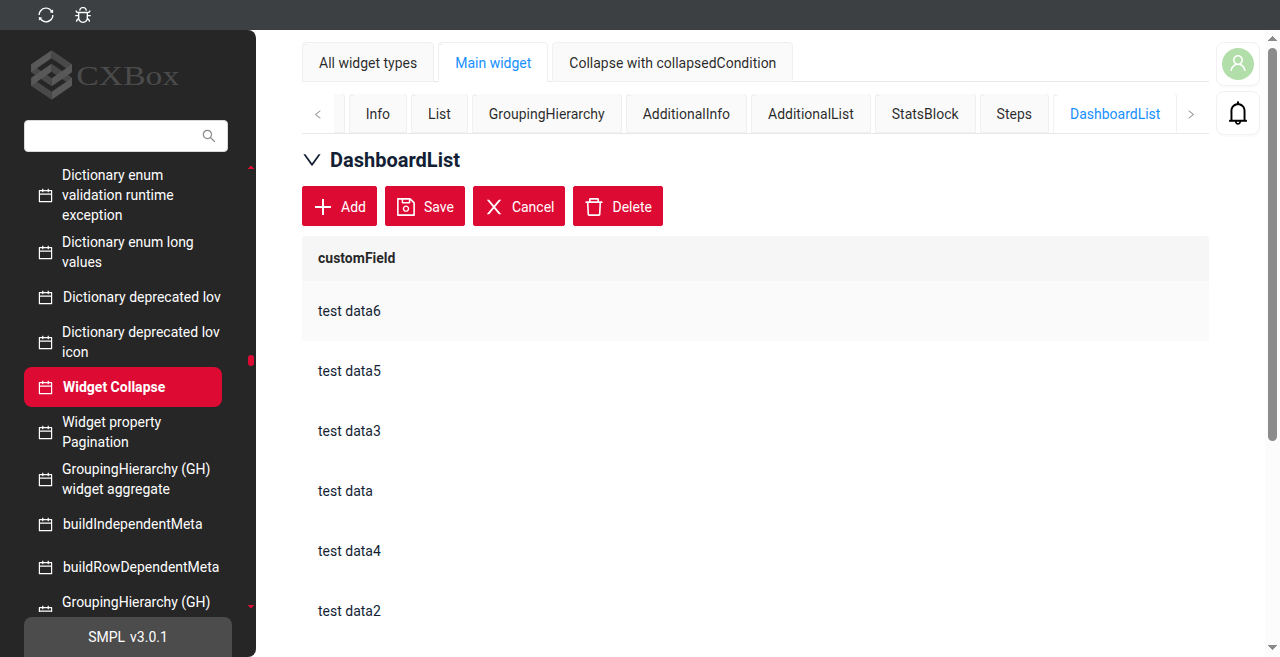 CXBox
Dictionary enum
validation runtime
exception
Dictionary enum long
values
Dictionary deprecated lov
Dictionary deprecated lov
icon
Widget Collapse
Widget property
Pagination
GroupingHierarchy (GH)
widget aggregate
buildIndependentMeta
buildRowDependentMeta
GroupingHierarchy (GH)
SMPL v3.0.1
All widget types
Main widget
Collapse with collapsedCondition
Info
List
GroupingHierarchy
AdditionalInfo
AdditionalList
StatsBlock
Steps
DashboardList
DashboardList
Add
Save
Cancel
Delete
customField
test data6
test data5
test data3
test data
test data4
test data2